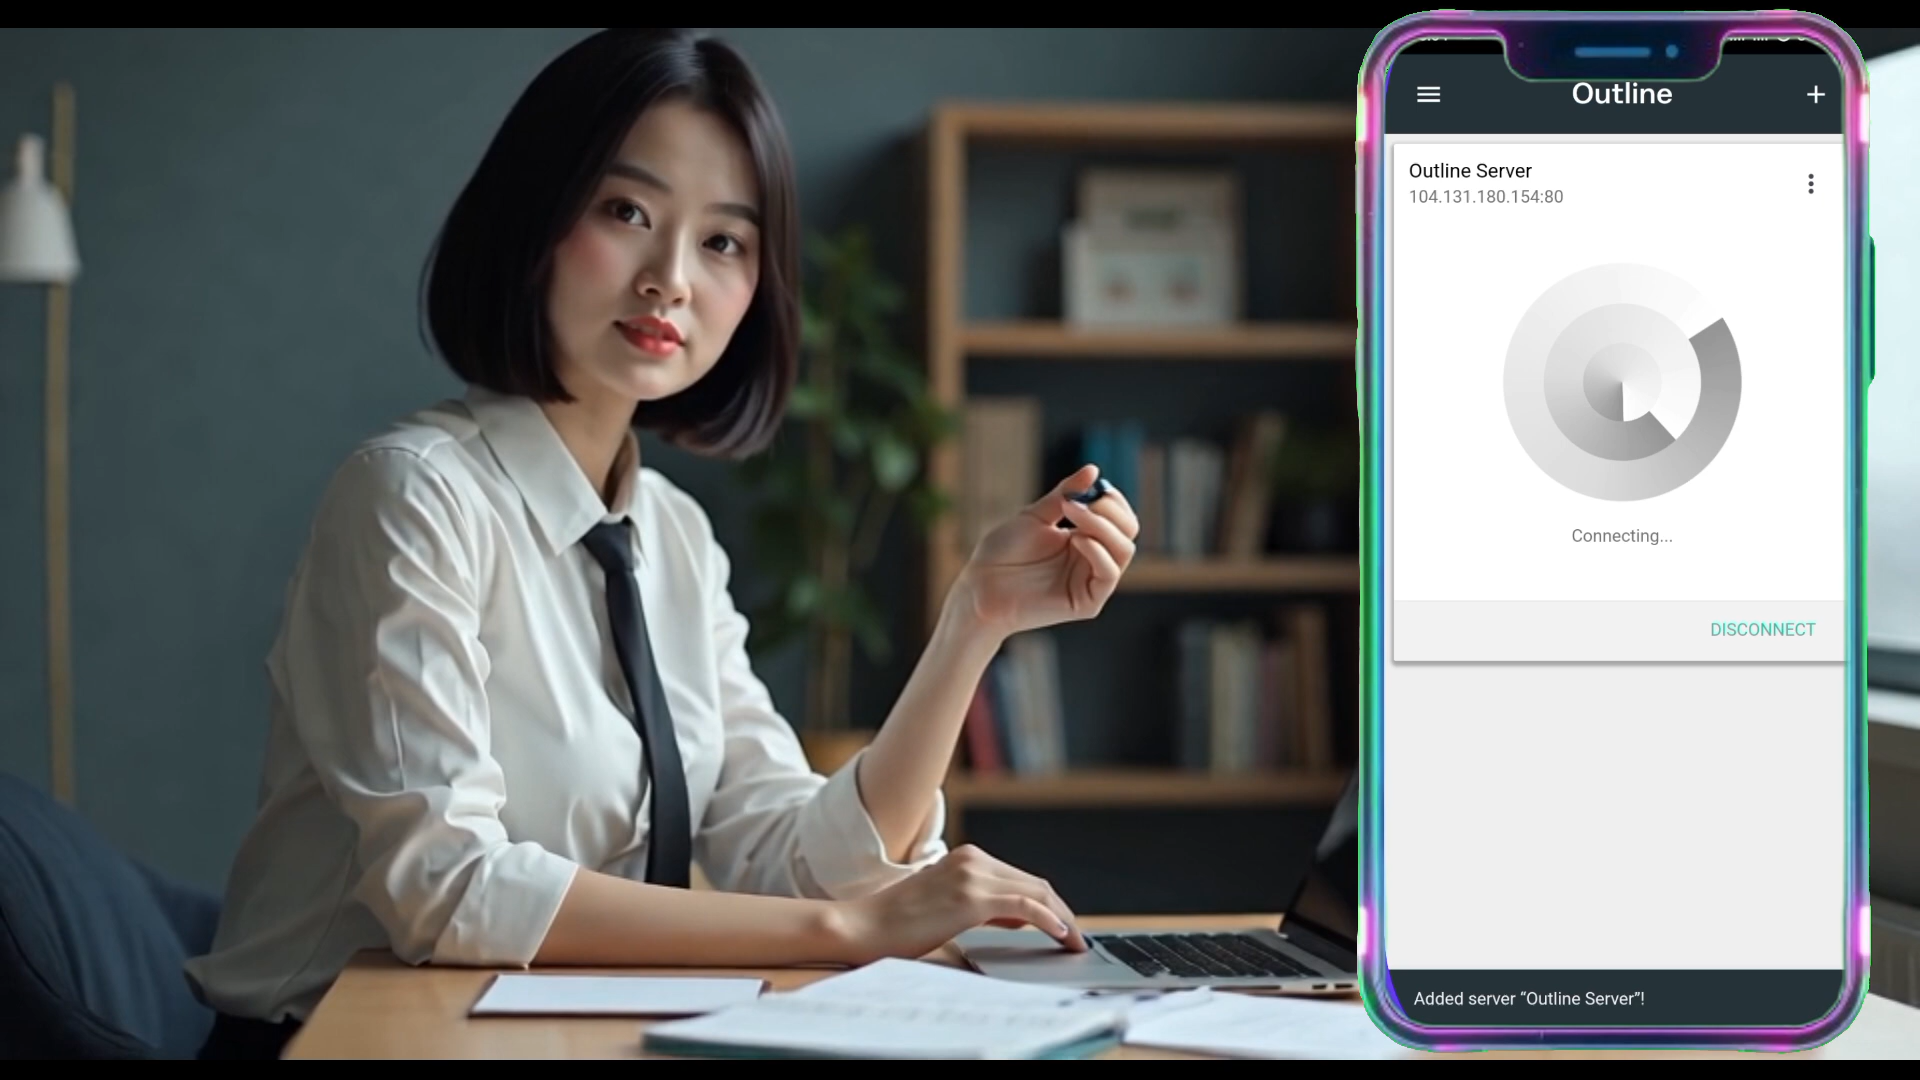 Outline
Outline Server
104.131.180.154:80
Connecting...
DISCONNECT
Added server “Outline Server”!